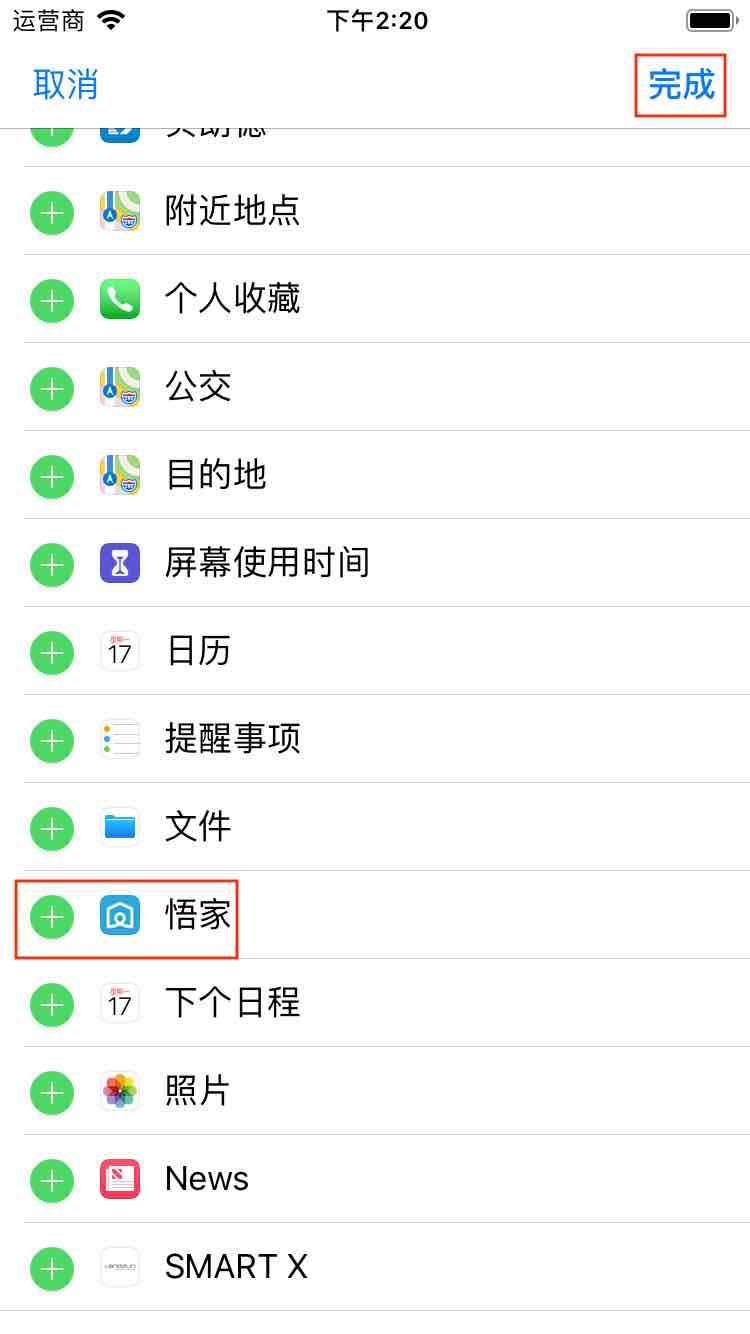 运营商
下午2:20
取消
完成
附近地点
个人收藏
公交
目的地
屏幕使用时间
星期一
17
日历
提醒事项
文件
悟家
星期一
17
下个日程
照片
News
SMART X